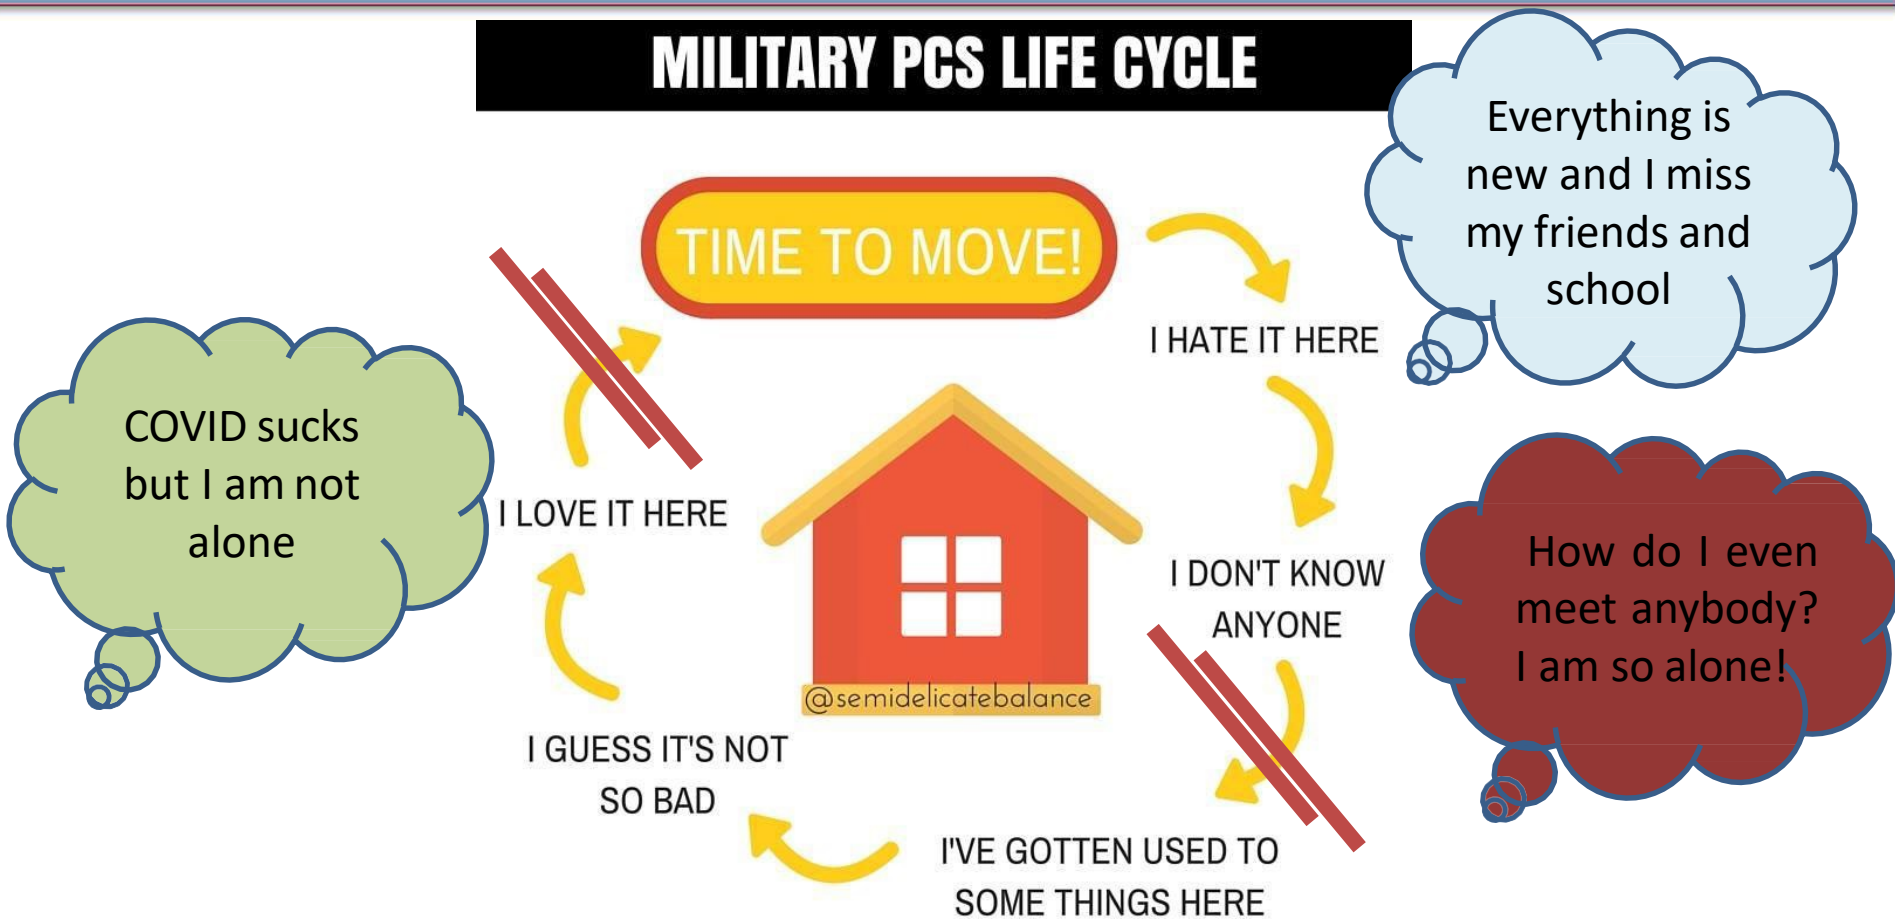 MILITARY PCS LIFE CYCLE
TIME TO MOVE!
Everything is
new and I miss
my friends and
school
I HATE IT HERE
How do I even
meet anybody?
I am so alone!
I DON'T KNOW
ANYONE
I'VE GOTTEN USED TO
SOME THINGS HERE
I GUESS IT'S NOT
SO BAD
I LOVE IT HERE
COVID sucks
but I am not
alone
@semidelicatebalance